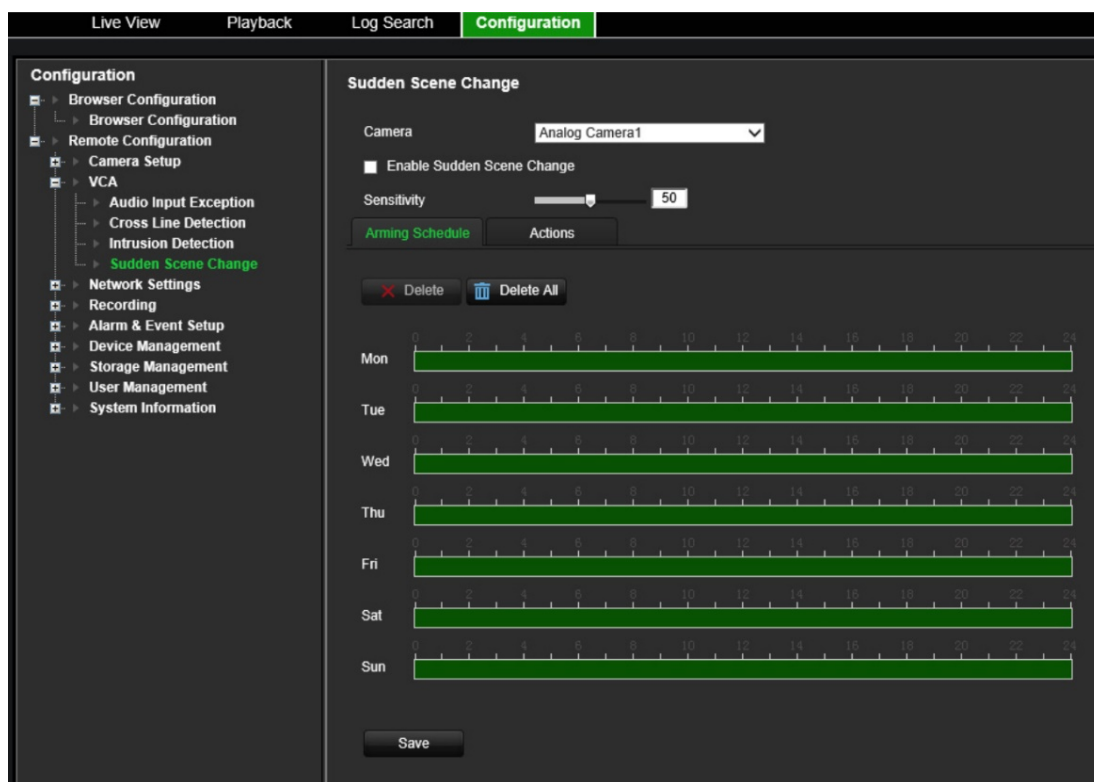 Live View Playback Log Search Configuration
Configuration
Browser Configuration
Browser Configuration
Remote Configuration
Camera Setup
VCA
Audio Input Exception
Cross Line Detection
Intrusion Detection
Sudden Scene Change
Network Settings
Recording
Alarm & Event Setup
Device Management
Storage Management
User Management
System Information
Sudden Scene Change
Camera Analog Camera1
Enable Sudden Scene Change
Sensitivity 50
Arming Schedule Actions
Delete Delete All
0 2 4 6 8 10 12 14 16 18 20 22 24
Mon
0 2 4 6 8 10 12 14 16 18 20 22 24
Tue
0 2 4 6 8 10 12 14 16 18 20 22 24
Wed
0 2 4 6 8 10 12 14 16 18 20 22 24
Thu
0 2 4 6 8 10 12 14 16 18 20 22 24
Fri
0 2 4 6 8 10 12 14 16 18 20 22 24
Sat
0 2 4 6 8 10 12 14 16 18 20 22 24
Sun
Save